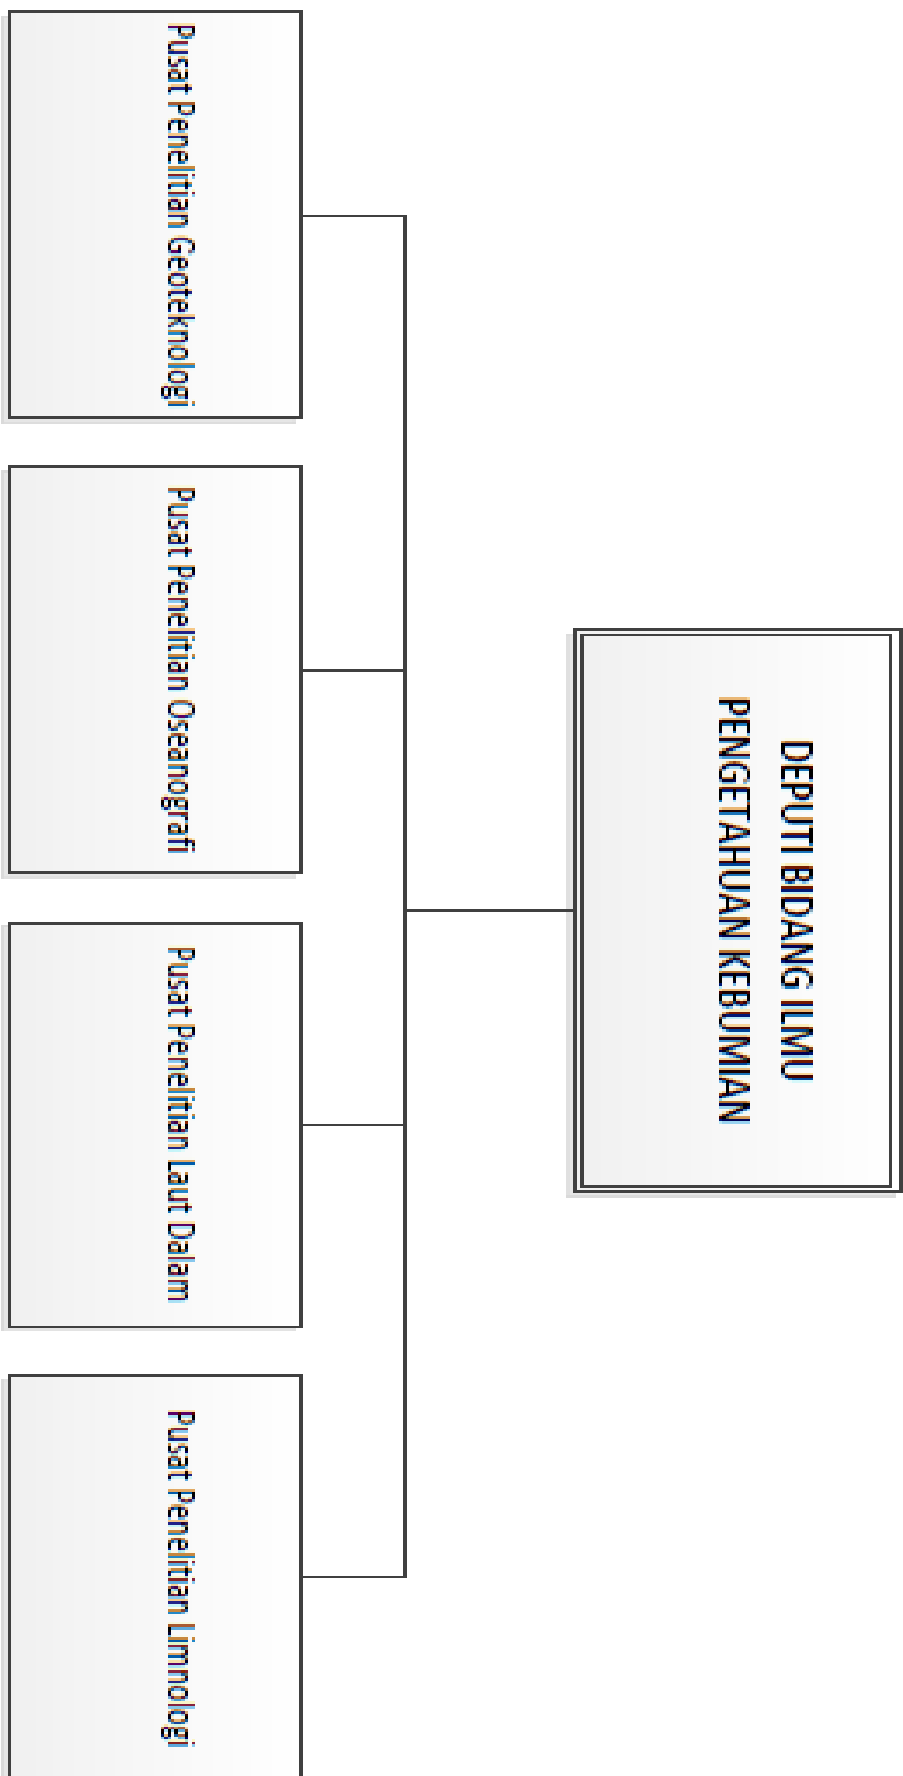 DEPUTI BIDANG ILMU
PENGETAHUAN KEBUMIAN
Pusat Penelitian Geoteknologi
Pusat Penelitian Oseanografi
Pusat Penelitian Laut Dalam
Pusat Penelitian Limnologi